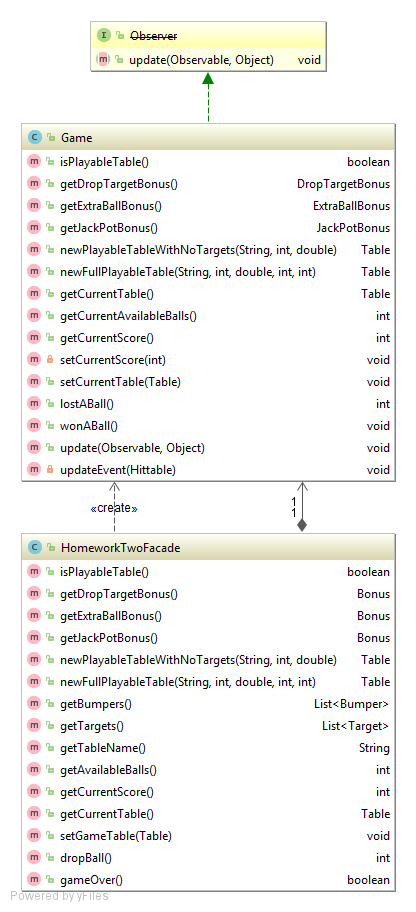 I Observer
m update(Observable, Object) void
C Game
m isPlayableTable() boolean
m getDropTargetBonus() DropTargetBonus
m getExtraBallBonus() ExtraBallBonus
m getJackPotBonus() JackPotBonus
m newPlayableTableWithNoTargets(String, int, double) Table
m newFullPlayableTable(String, int, double, int, int) Table
m getCurrentTable() Table
m getCurrentAvailableBalls() int
m getCurrentScore() int
m setCurrentScore(int) void
m setCurrentTable(Table) void
m lostABall() int
m wonABall() void
m update(Observable, Object) void
m updateEvent(Hittable) void
«create»
1
1
C HomeworkTwoFacade
m isPlayableTable() boolean
m getDropTargetBonus() Bonus
m getExtraBallBonus() Bonus
m getJackPotBonus() Bonus
m newPlayableTableWithNoTargets(String, int, double) Table
m newFullPlayableTable(String, int, double, int, int) Table
m getBumpers() List<Bumper>
m getTargets() List<Target>
m getTableName() String
m getAvailableBalls() int
m getCurrentScore() int
m getCurrentTable() Table
m setGameTable(Table) void
m dropBall() int
m gameOver() boolean
Powered by yFiles